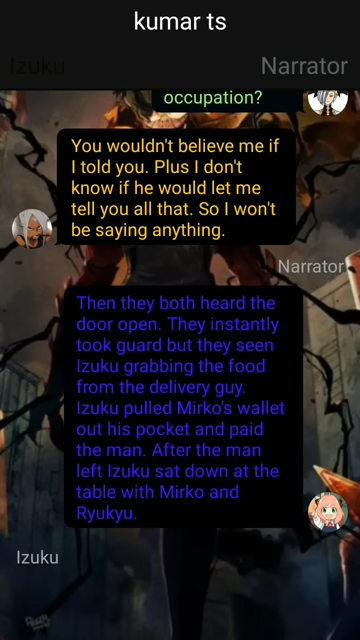 kumar ts
Izuku
Narrator
occupation?
You wouldn't believe me if
I told you. Plus I don't
know if he would let me
tell you all that. So I won't
be saying anything.
Narrator
Then they both heard the
door open. They instantly
took guard but they seen
Izuku grabbing the food
from the delivery guy.
Izuku pulled Mirko's wallet
out his pocket and paid
the man. After the man
left Izuku sat down at the
table with Mirko and
Ryukyu.
Izuku